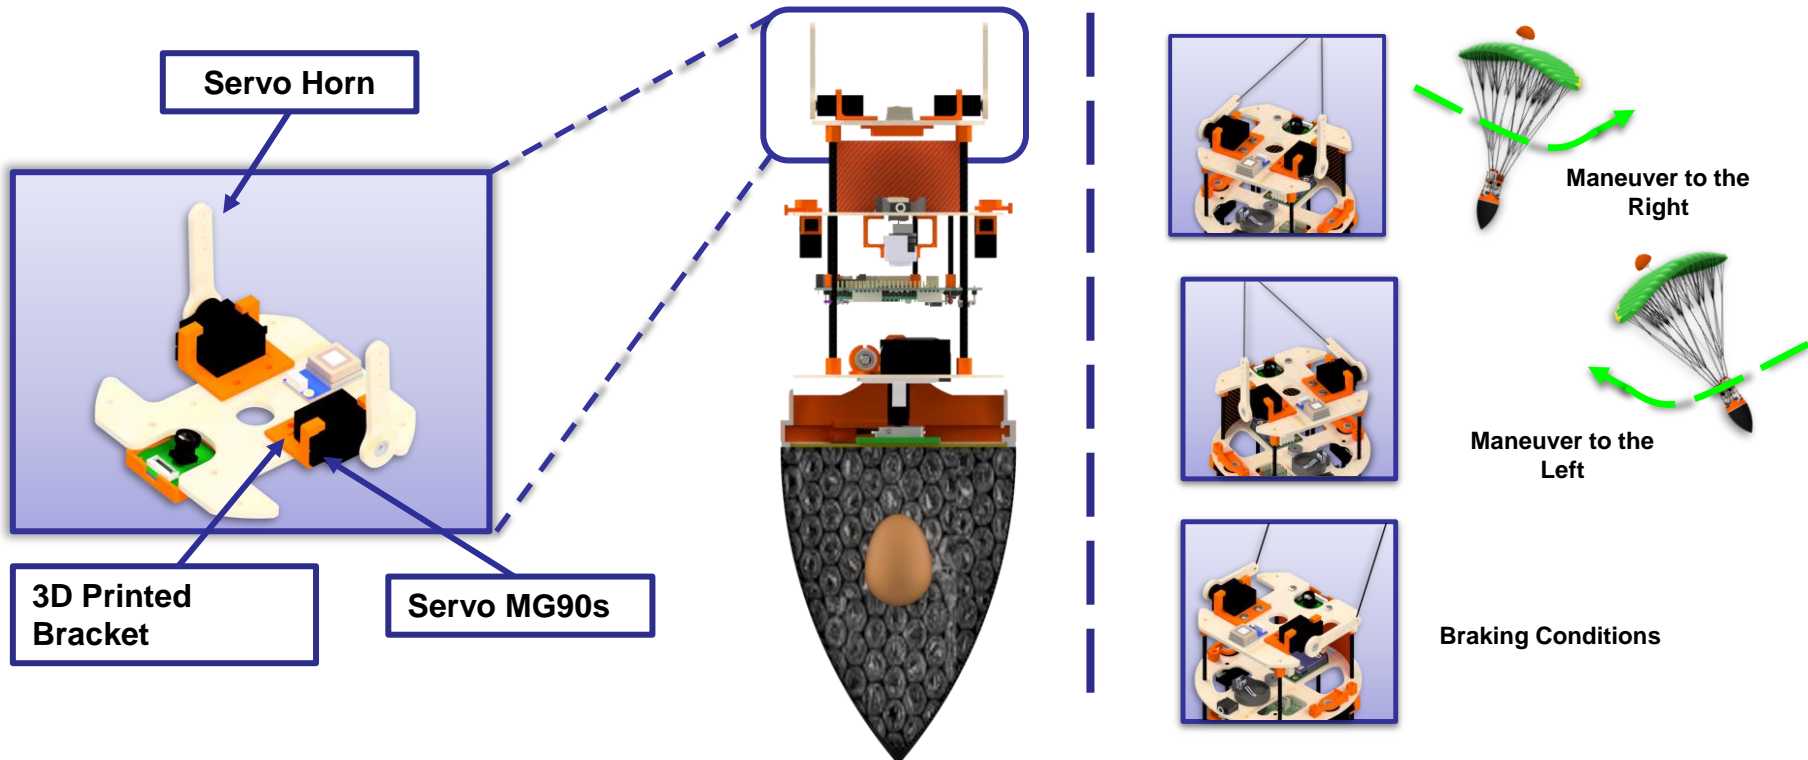 Servo Horn
3D Printed
Bracket
Servo MG90s
Maneuver to the
Right
Maneuver to the
Left
Braking Conditions